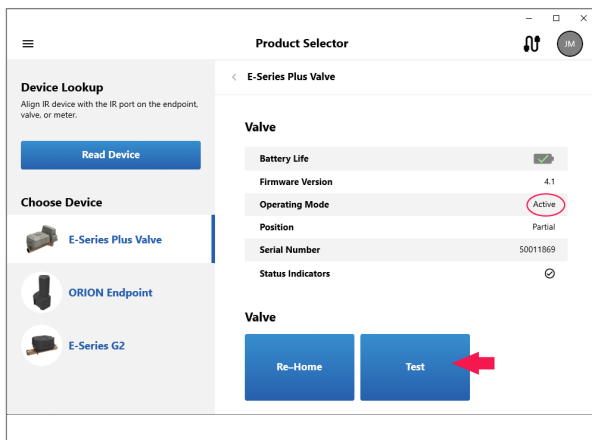 Product Selector
JM
Device Lookup
Align IR device with the IR port on the endpoint,
valve, or meter.
Read Device
Choose Device
E-Series Plus Valve
ORION Endpoint
E-Series G2
< E-Series Plus Valve
Valve
Battery Life
Firmware Version 4.1
Operating Mode Active
Position Partial
Serial Number 50011869
Status Indicators
Valve
Re–Home Test